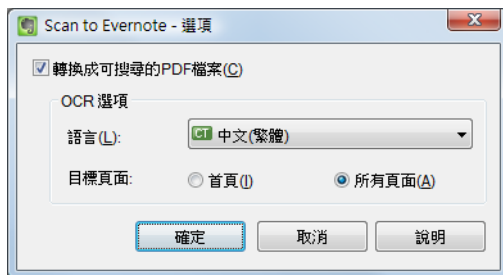 Scan to Evernote - 選項
轉換成可搜尋的PDF檔案(C)
OCR 選項
語言(L): CT 中文(繁體)
目標頁面: 首頁(I) 所有頁面(A)
確定 取消 說明